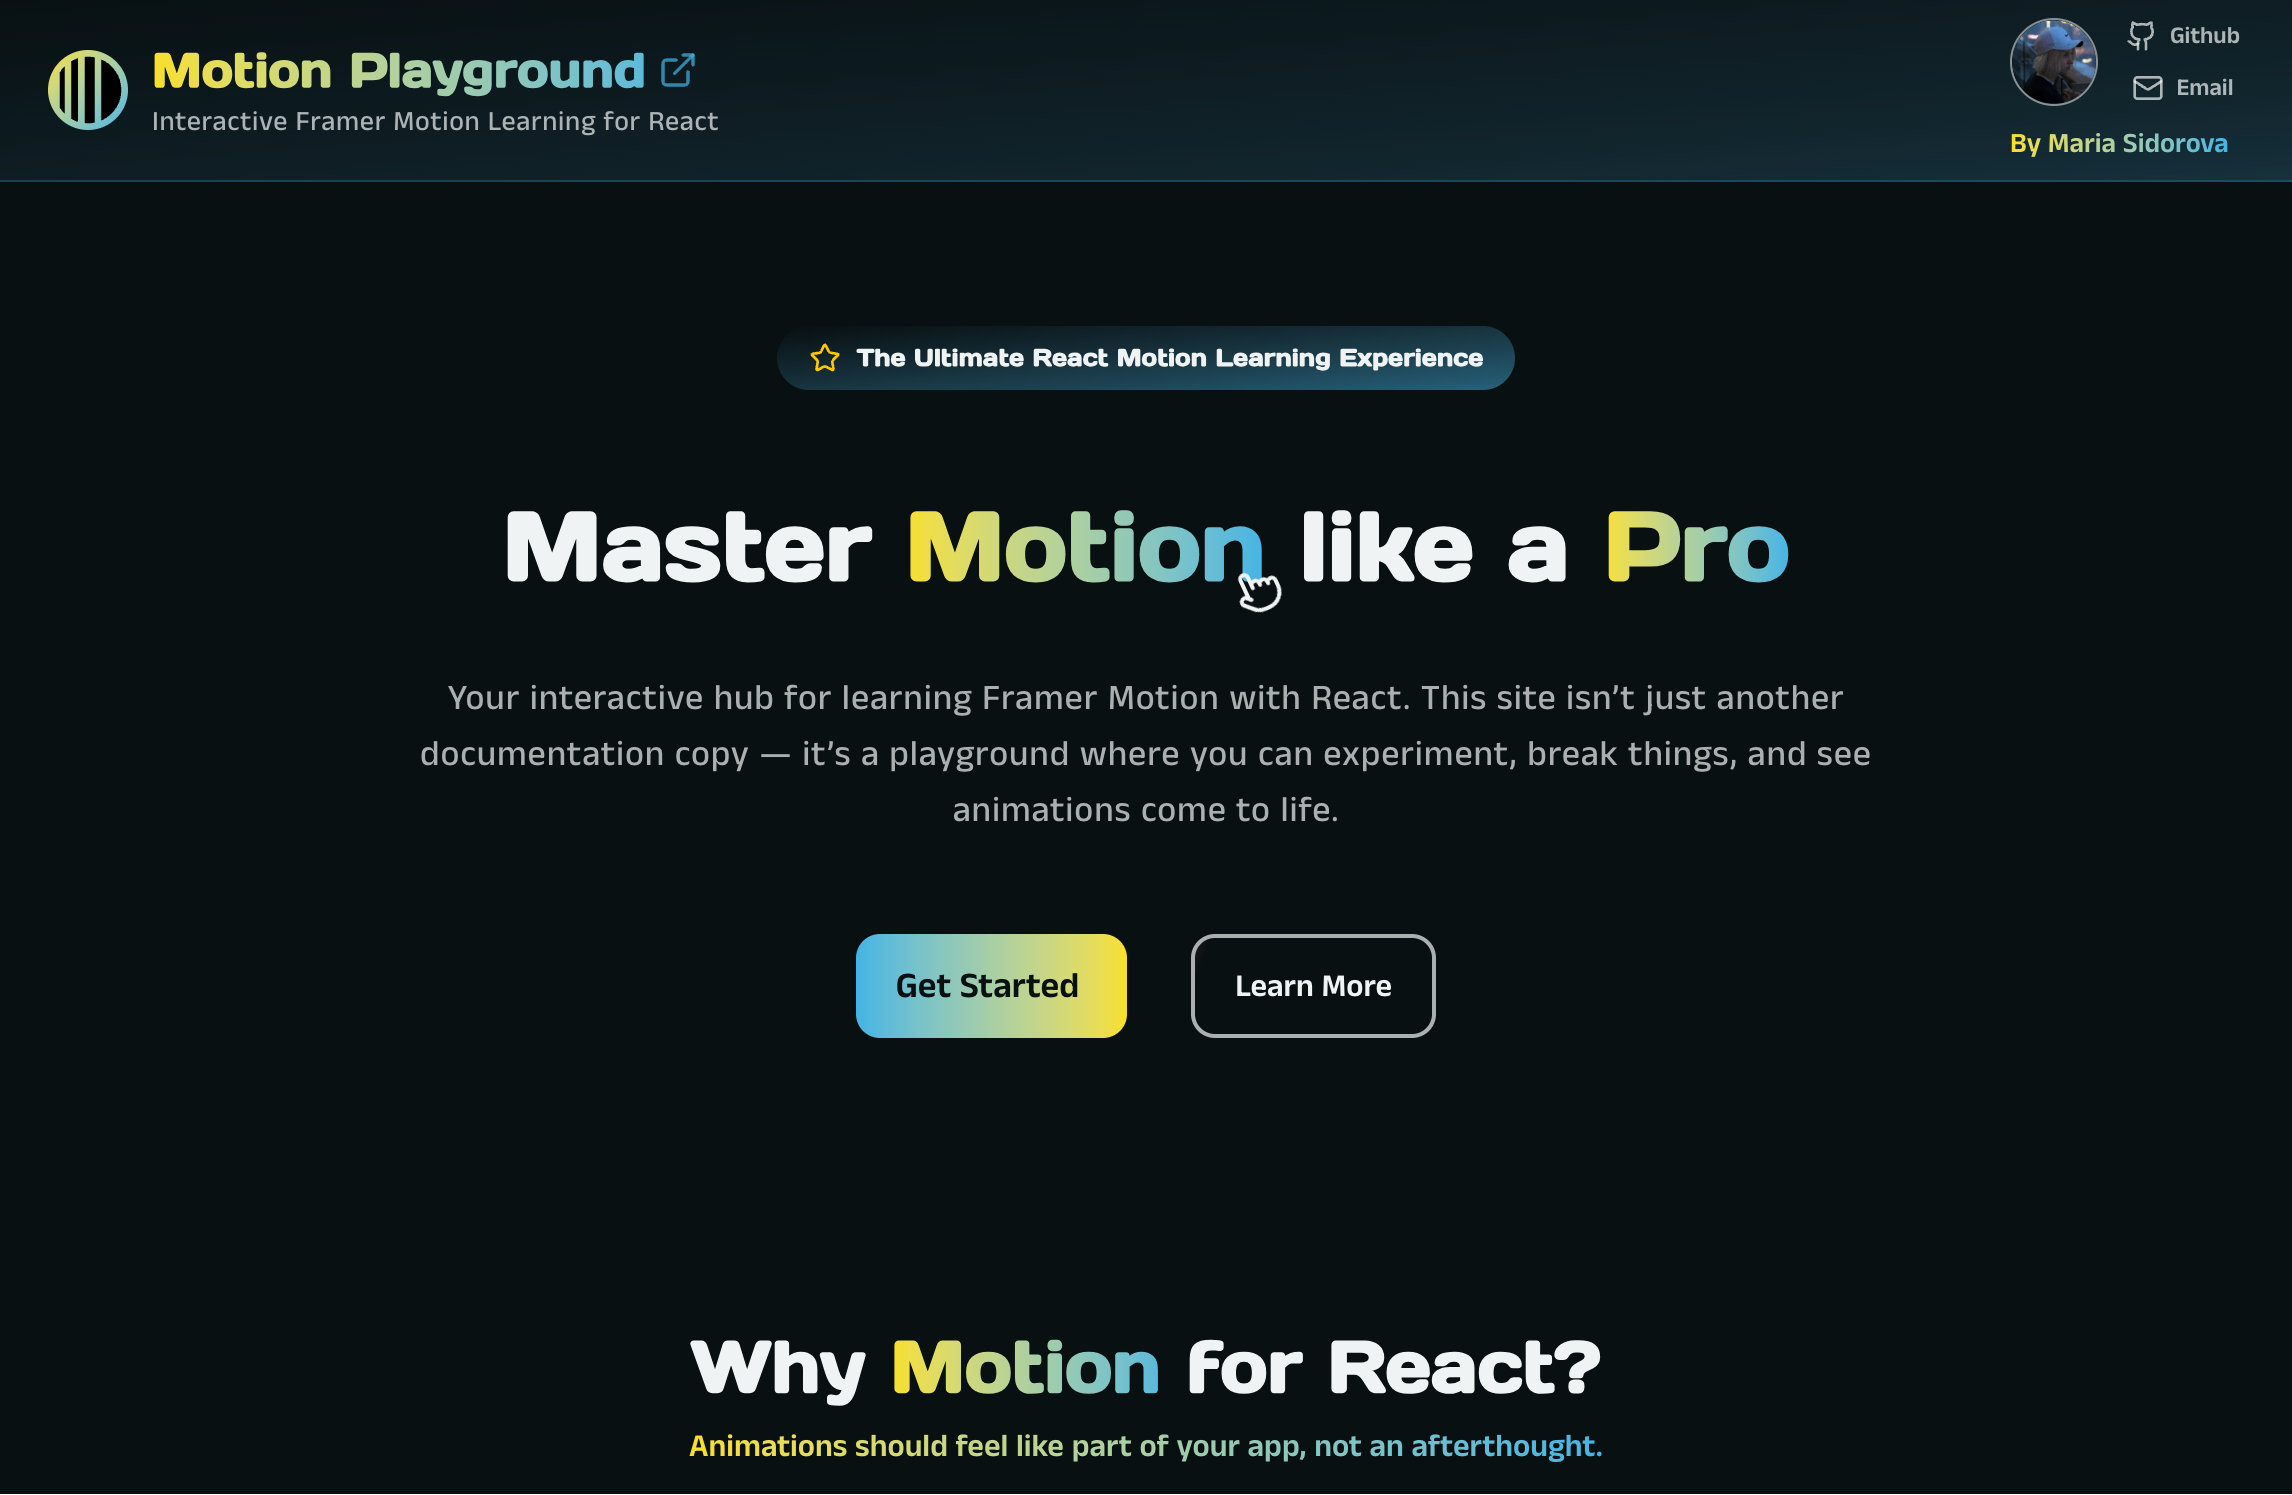 Motion Playground
Interactive Framer Motion Learning for React
Github
Email
By Maria Sidorova
The Ultimate React Motion Learning Experience
Master Motion like a Pro
Your interactive hub for learning Framer Motion with React. This site isn’t just another
documentation copy — it’s a playground where you can experiment, break things, and see
animations come to life.
Get Started
Learn More
Why Motion for React?
Animations should feel like part of your app, not an afterthought.